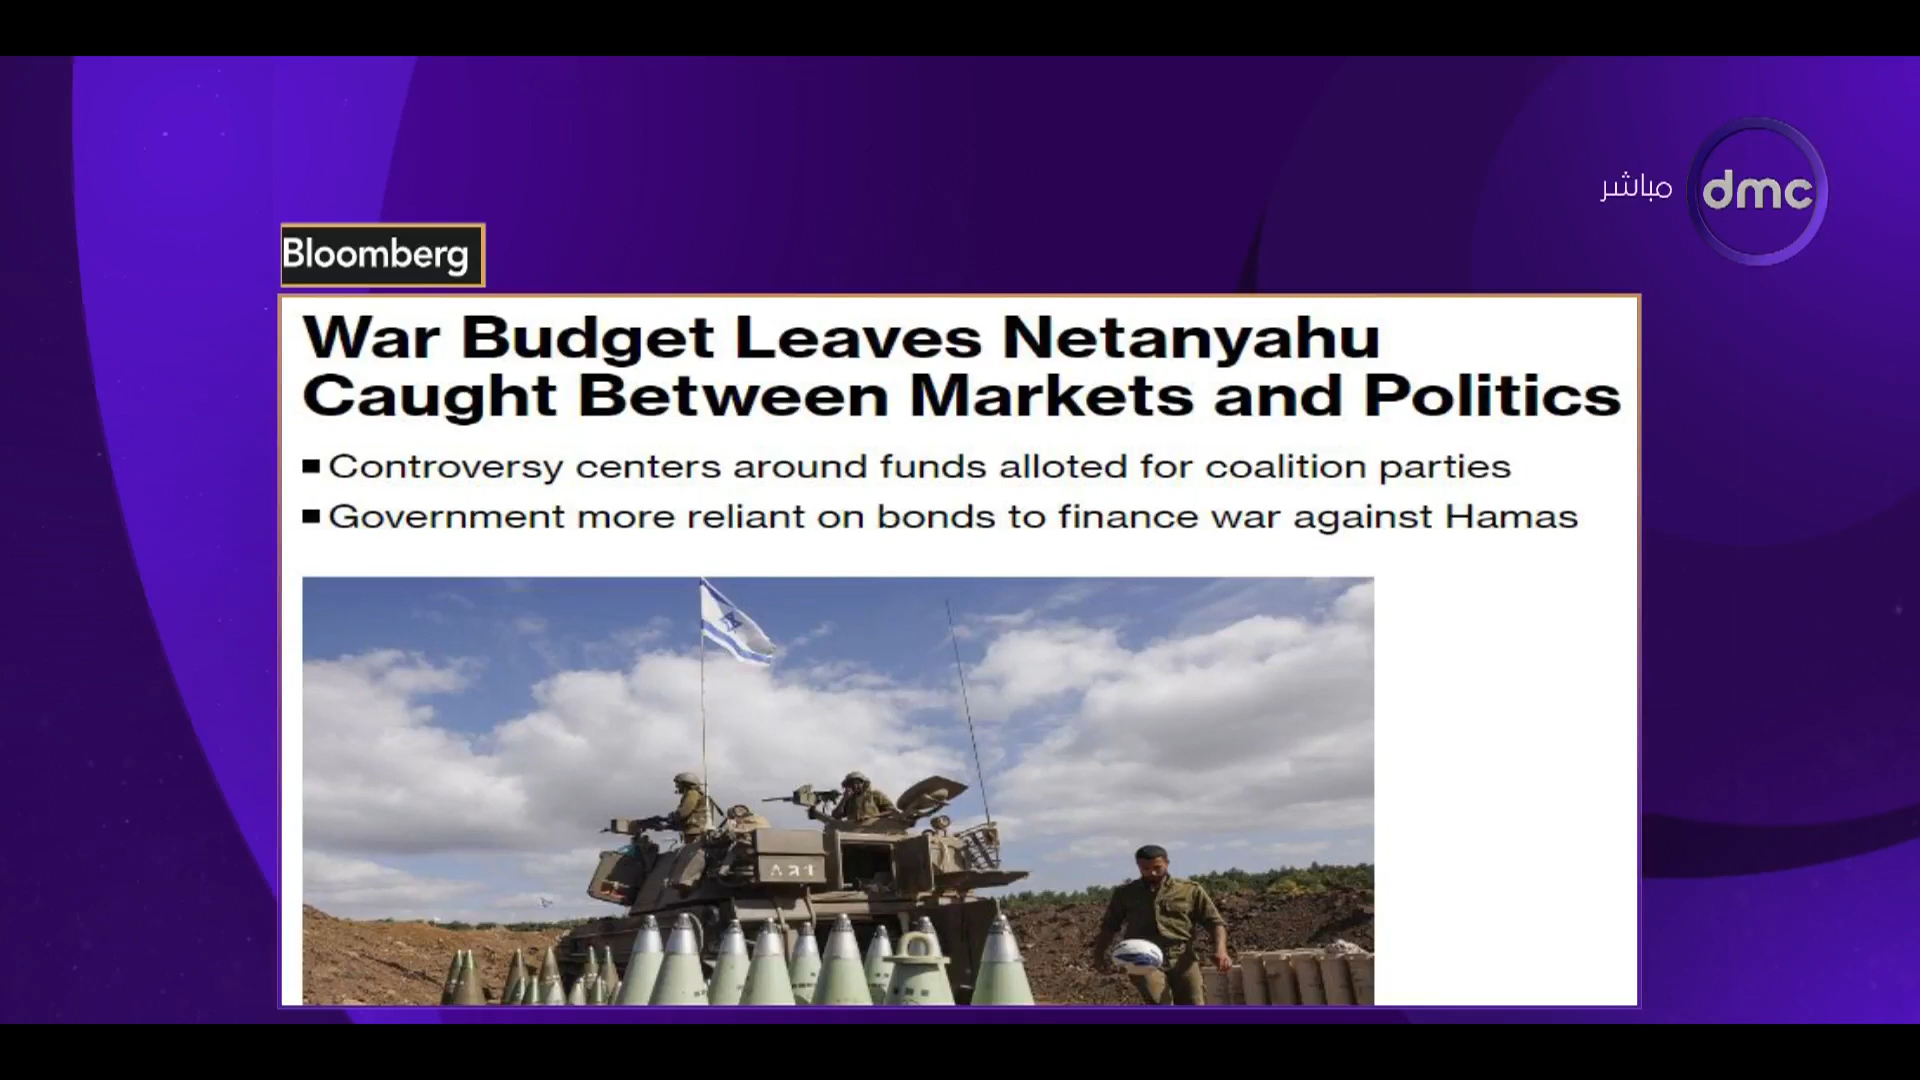 مباشر
dmc
Bloomberg
War Budget Leaves Netanyahu
Caught Between Markets and Politics
Controversy centers around funds alloted for coalition parties
Government more reliant on bonds to finance war against Hamas